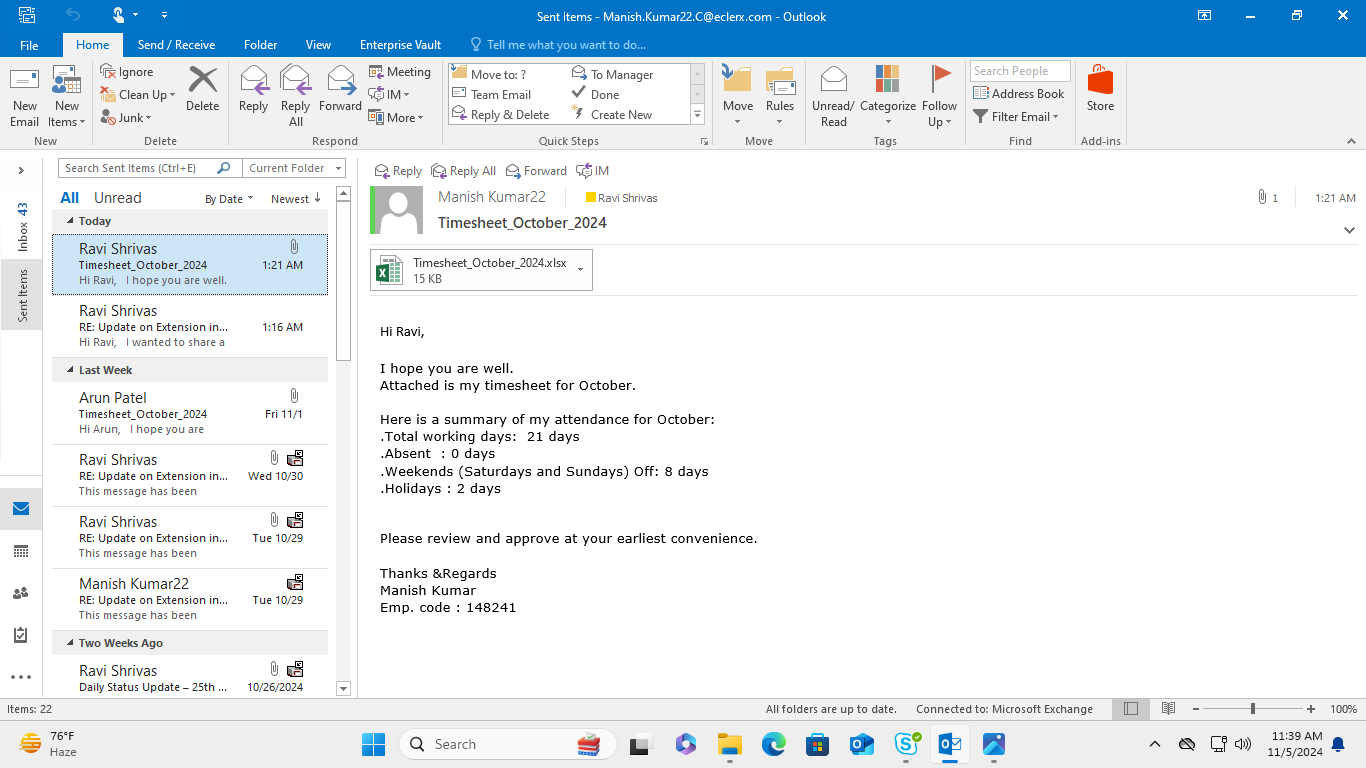 Sent Items - Manish.Kumar22.C@eclerx.com - Outlook
File Home Send / Receive Folder View Enterprise Vault Tell me what you want to do...
New Email
New Items
New
Ignore
Clean Up
Junk
Delete
Delete
Reply
Reply All
Forward
Meeting
IM
More
Respond
Move to: ?
Team Email
Reply & Delete
To Manager
Done
Create New
Quick Steps
Move
Rules
Move
Unread/ Read
Categorize
Follow Up
Tags
Search People
Address Book
Filter Email
Find
Store
Add-ins
Inbox 43
Sent Items
Search Sent Items (Ctrl+E) Current Folder
All Unread By Date Newest
Today
Ravi Shrivas
Timesheet_October_2024 1:21 AM
Hi Ravi, I hope you are well.
Ravi Shrivas
RE: Update on Extension in... 1:16 AM
Hi Ravi, I wanted to share a
Last Week
Arun Patel
Timesheet_October_2024 Fri 11/1
Hi Arun, I hope you are
Ravi Shrivas
RE: Update on Extension in... Wed 10/30
This message has been
Ravi Shrivas
RE: Update on Extension in... Tue 10/29
This message has been
Manish Kumar22
RE: Update on Extension in... Tue 10/29
This message has been
Two Weeks Ago
Ravi Shrivas
Daily Status Update – 25th ... 10/26/2024
Reply Reply All Forward IM
Manish Kumar22 Ravi Shrivas 1 1:21 AM
Timesheet_October_2024
Timesheet_October_2024.xlsx
15 KB
Hi Ravi,
I hope you are well.
Attached is my timesheet for October.
Here is a summary of my attendance for October:
.Total working days:  21 days
.Absent  : 0 days
.Weekends (Saturdays and Sundays) Off: 8 days
.Holidays : 2 days
Please review and approve at your earliest convenience.
Thanks &Regards
Manish Kumar
Emp. code : 148241
Items: 22 All folders are up to date. Connected to: Microsoft Exchange 100%
76°F
Haze
Search
11:39 AM
11/5/2024